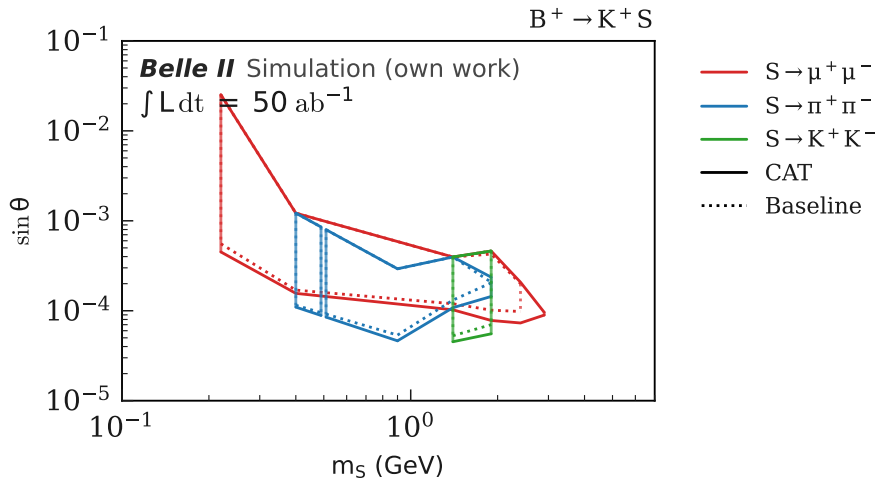 B⁺ → K⁺S
10⁻¹
10⁻²
10⁻³
10⁻⁴
10⁻⁵
sin θ
Belle II Simulation (own work)
∫ L dt = 50 ab⁻¹
10⁻¹
10⁰
m_S (GeV)
S → μ⁺μ⁻
S → π⁺π⁻
S → K⁺K⁻
CAT
Baseline